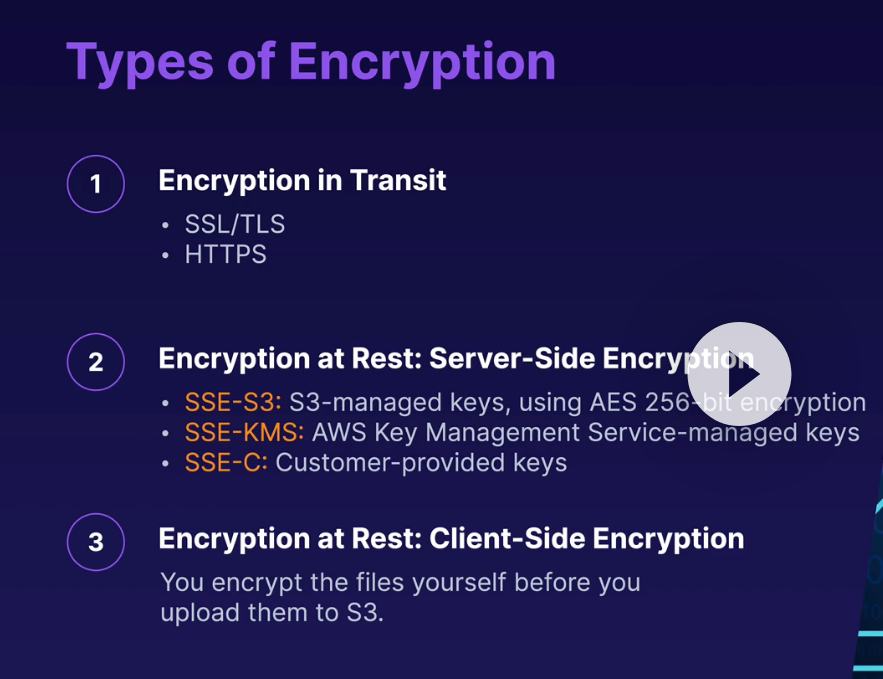 Types of Encryption
1
Encryption in Transit
• SSL/TLS
• HTTPS
2
Encryption at Rest: Server-Side Encryption
• SSE-S3: S3-managed keys, using AES 256-bit encryption
• SSE-KMS: AWS Key Management Service-managed keys
• SSE-C: Customer-provided keys
3
Encryption at Rest: Client-Side Encryption
You encrypt the files yourself before you
upload them to S3.